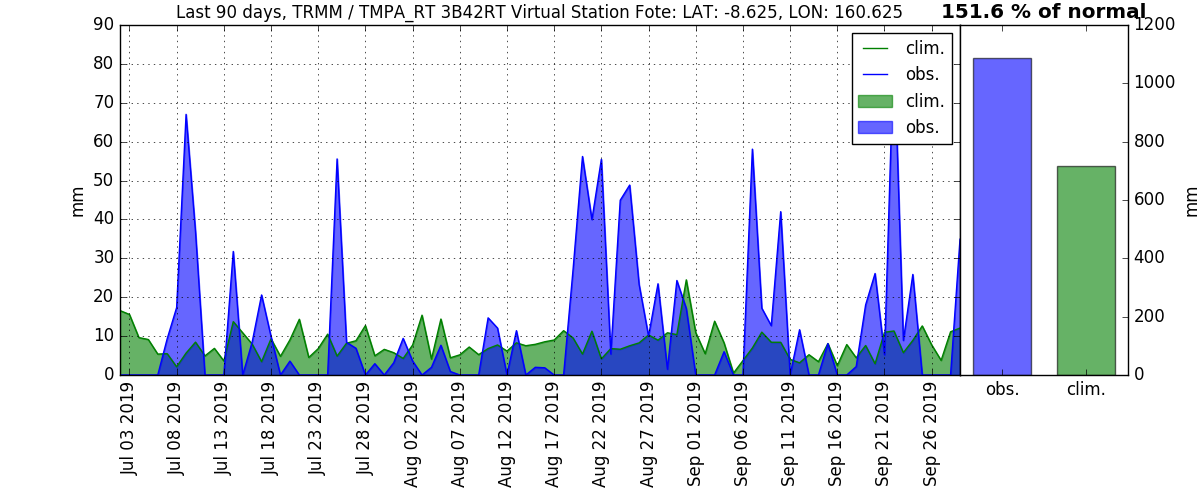 Last 90 days, TRMM / TMPA_RT 3B42RT Virtual Station Fote: LAT: -8.625, LON: 160.625
151.6 % of normal
90
80
70
60
50
40
30
20
10
0
mm
clim.
obs.
clim.
obs.
Jul 03 2019
Jul 08 2019
Jul 13 2019
Jul 18 2019
Jul 23 2019
Jul 28 2019
Aug 02 2019
Aug 07 2019
Aug 12 2019
Aug 17 2019
Aug 22 2019
Aug 27 2019
Sep 01 2019
Sep 06 2019
Sep 11 2019
Sep 16 2019
Sep 21 2019
Sep 26 2019
1200
1000
800
600
400
200
0
mm
obs.
clim.